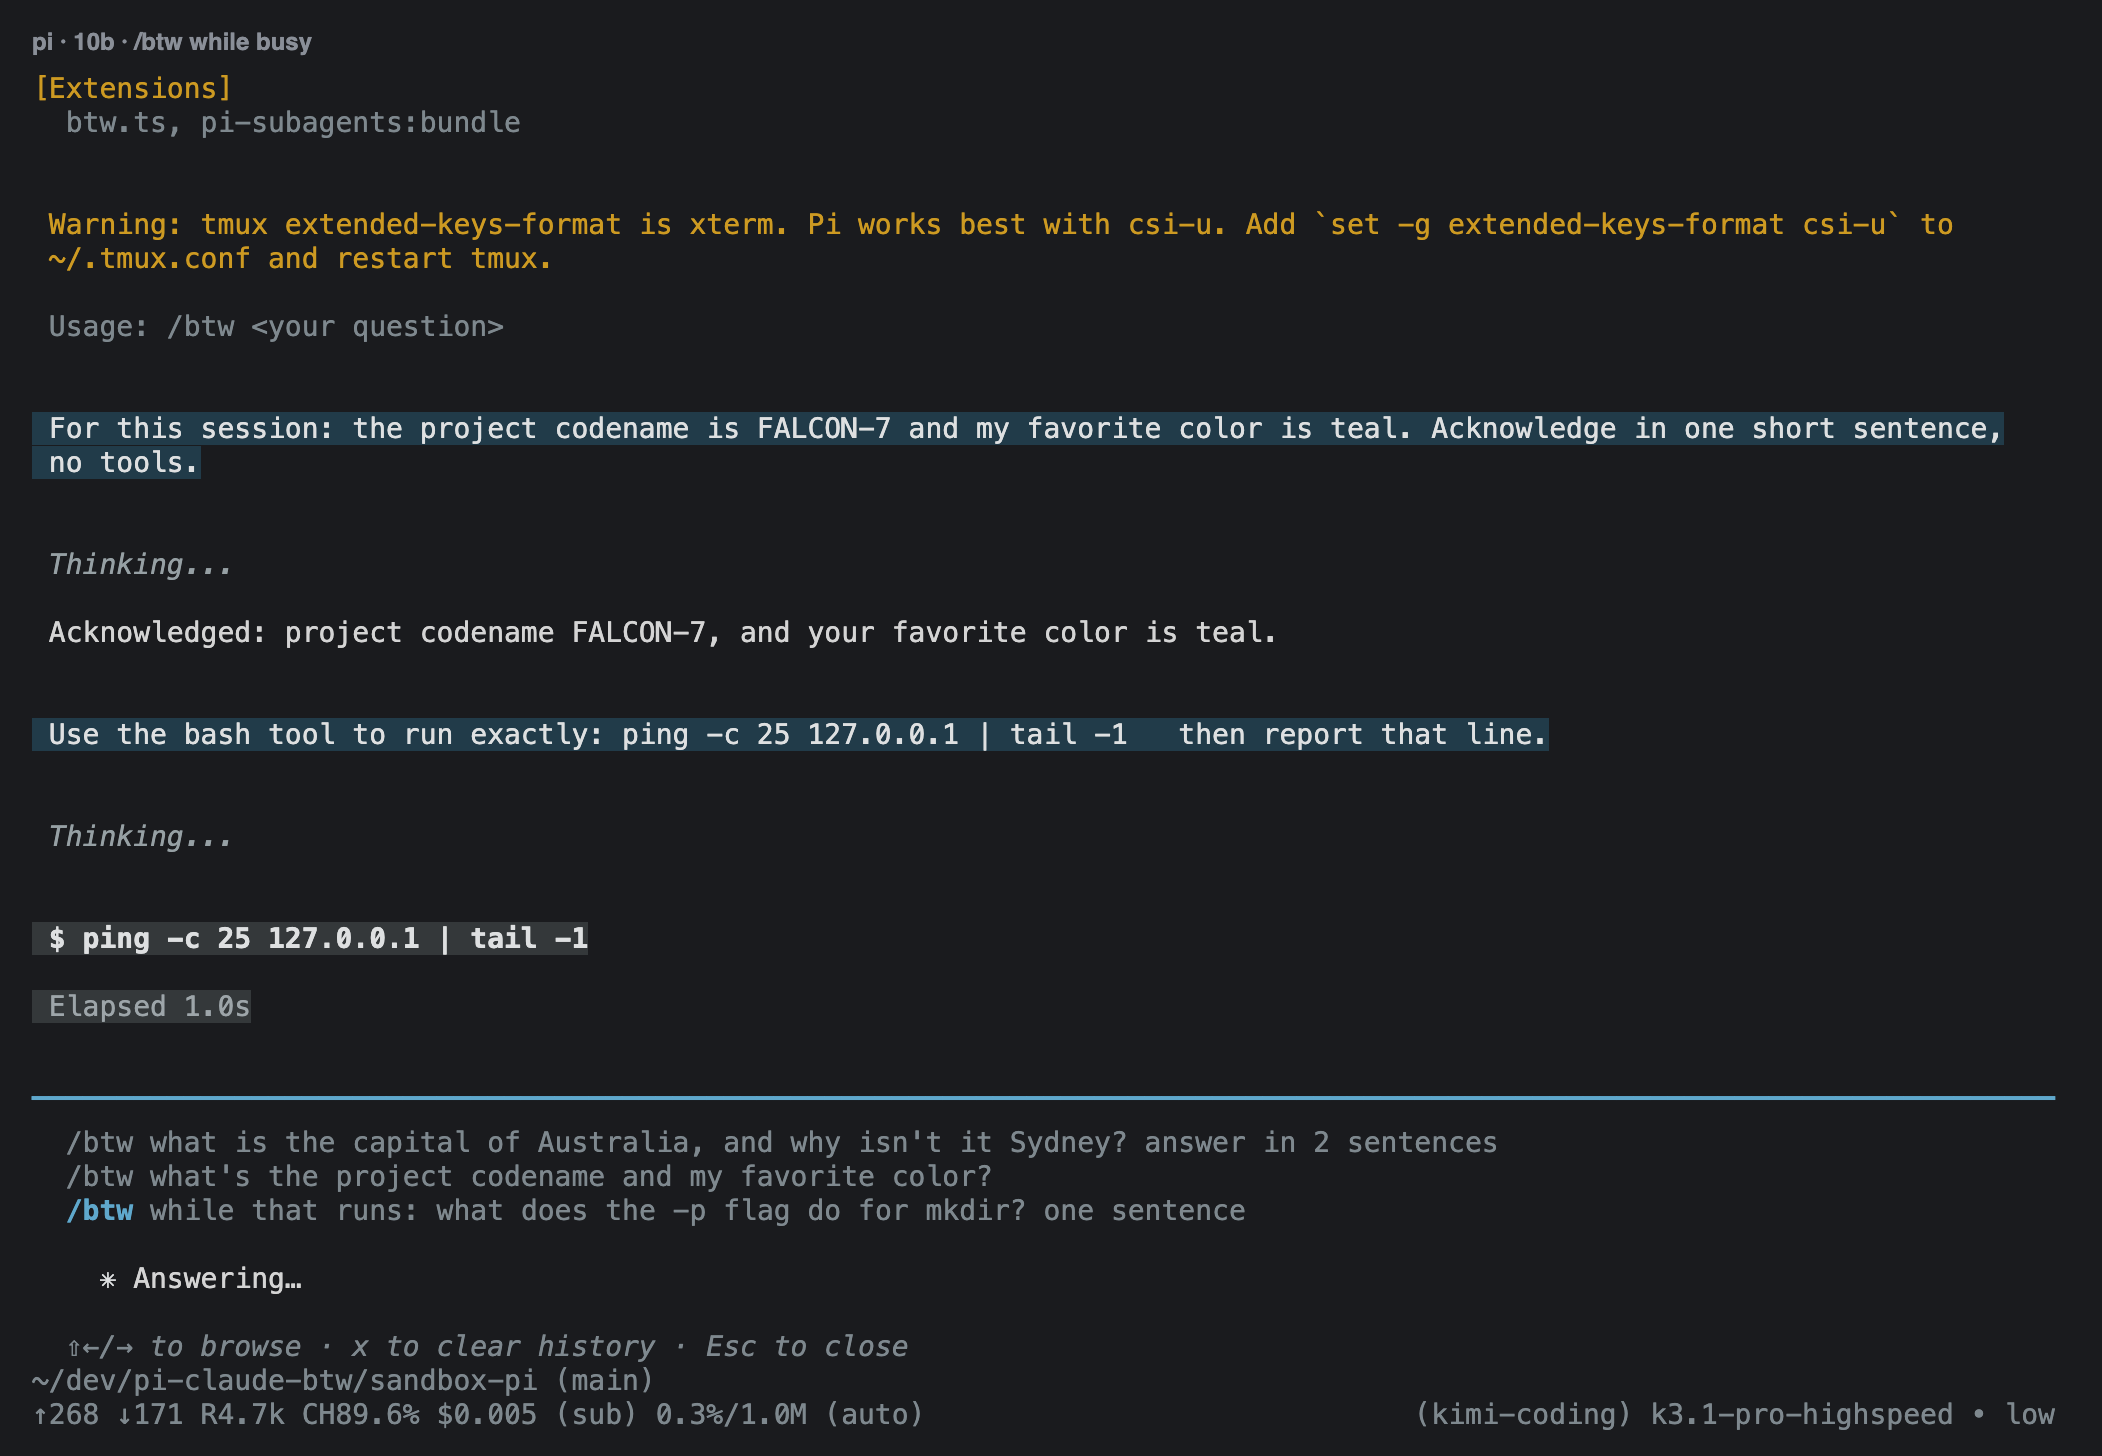 pi · 10b · /btw while busy
[Extensions]
btw.ts, pi-subagents:bundle
Warning: tmux extended-keys-format is xterm. Pi works best with csi-u. Add `set -g extended-keys-format csi-u` to
~/.tmux.conf and restart tmux.
Usage: /btw <your question>
For this session: the project codename is FALCON-7 and my favorite color is teal. Acknowledge in one short sentence,
no tools.
Thinking...
Acknowledged: project codename FALCON-7, and your favorite color is teal.
Use the bash tool to run exactly: ping -c 25 127.0.0.1 | tail -1   then report that line.
Thinking...
$ ping -c 25 127.0.0.1 | tail -1
Elapsed 1.0s
/btw what is the capital of Australia, and why isn't it Sydney? answer in 2 sentences
/btw what's the project codename and my favorite color?
/btw while that runs: what does the -p flag do for mkdir? one sentence
✳ Answering…
⇧←/→ to browse · x to clear history · Esc to close
~/dev/pi-claude-btw/sandbox-pi (main)
↑268 ↓171 R4.7k CH89.6% $0.005 (sub) 0.3%/1.0M (auto) (kimi-coding) k3.1-pro-highspeed • low